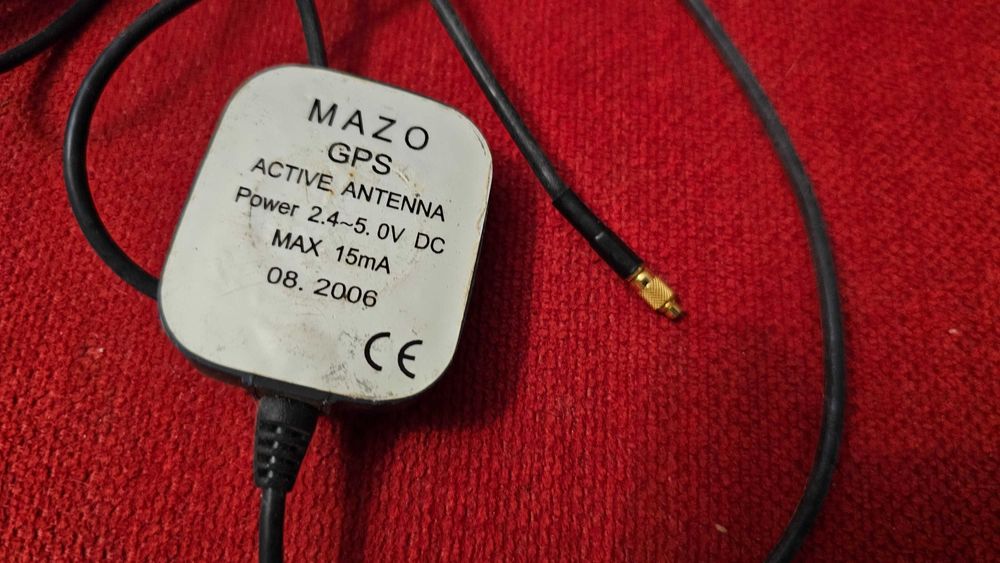 MAZO
GPS
ACTIVE ANTENNA
Power 2.4~5. 0V DC
MAX 15mA
08. 2006
CE